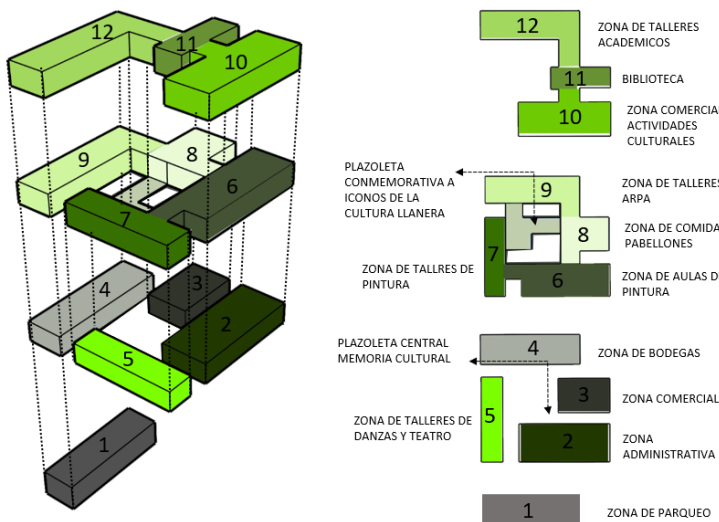 12
11
10
9
8
7
6
5
4
3
2
1
12
ZONA DE TALLERES
ACADEMICOS
11
BIBLIOTECA
10
ZONA COMERCIA
ACTIVIDADES
CULTURALES
PLAZOLETA
CONMEMORATIVA A
ICONOS DE LA
CULTURA LLANERA
9
ZONA DE TALLERES
ARPA
8
ZONA DE COMIDA
PABELLONES
7
ZONA DE TALLRES DE
PINTURA
6
ZONA DE AULAS DE
PINTURA
PLAZOLETA CENTRAL
MEMORIA CULTURAL
4
ZONA DE BODEGAS
3
ZONA COMERCIAL
5
ZONA DE TALLERES DE
DANZAS Y TEATRO
2
ZONA
ADMINISTRATIVA
1
ZONA DE PARQUEO